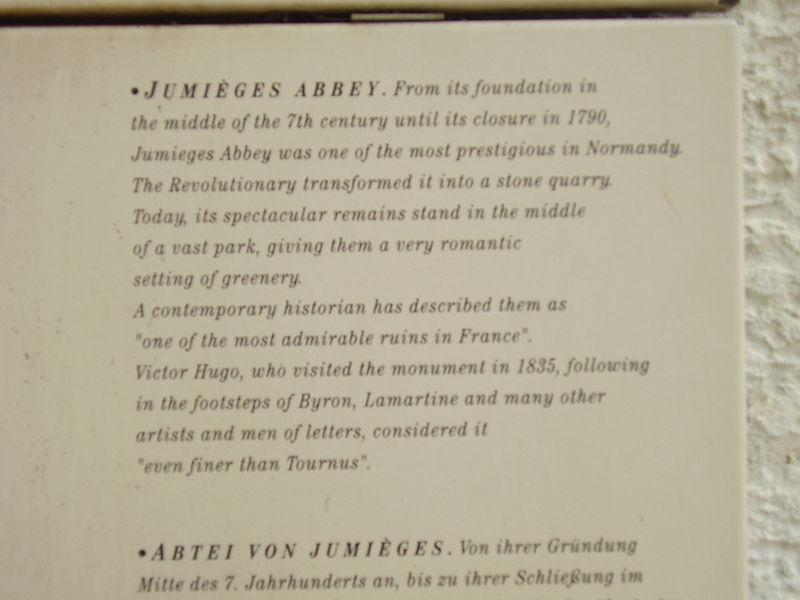 • JUMIÈGES ABBEY. From its foundation in
the middle of the 7th century until its closure in 1790,
Jumieges Abbey was one of the most prestigious in Normandy.
The Revolutionary transformed it into a stone quarry.
Today, its spectacular remains stand in the middle
of a vast park, giving them a very romantic
setting of greenery.
A contemporary historian has described them as
"one of the most admirable ruins in France".
Victor Hugo, who visited the monument in 1835, following
in the footsteps of Byron, Lamartine and many other
artists and men of letters, considered it
"even finer than Tournus".
• ABTEI VON JUMIÈGES. Von ihrer Gründung
Mitte des 7. Jahrhunderts an, bis zu ihrer Schließung im